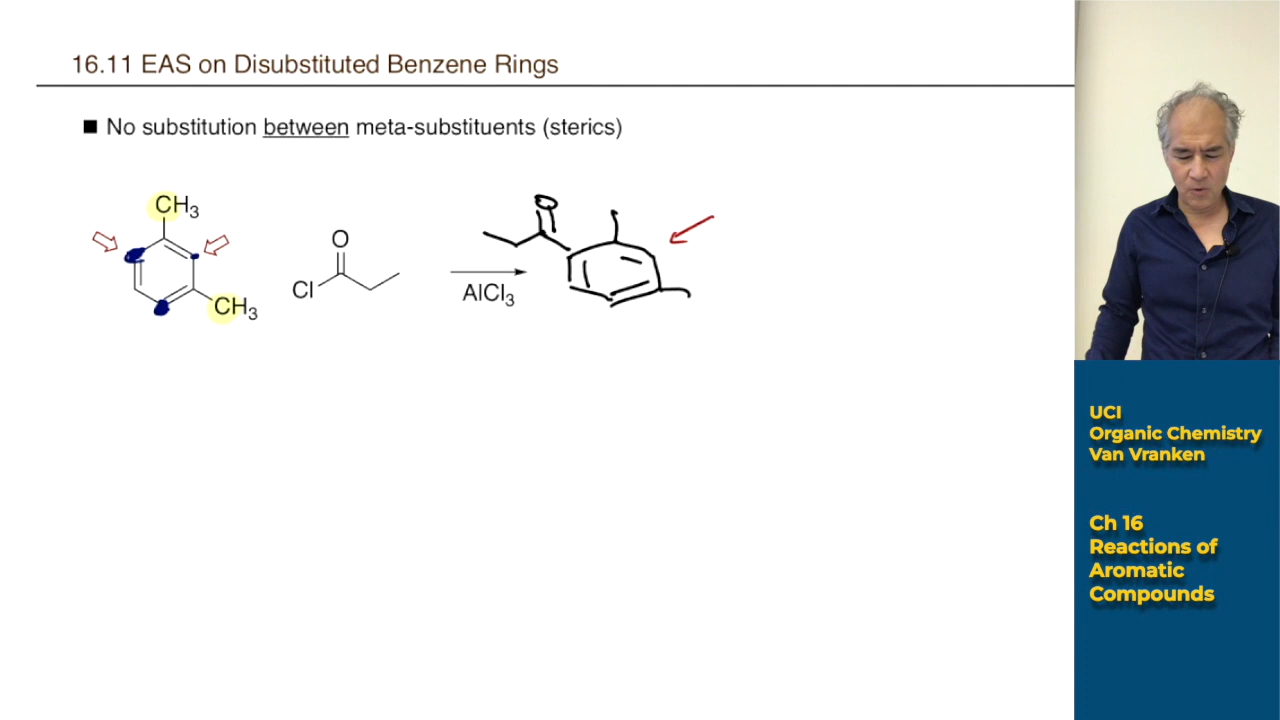 16.11 EAS on Disubstituted Benzene Rings
■ No substitution between meta-substituents (sterics)
CH₃
CH₃
O
Cl
AlCl₃
O
UCI
Organic Chemistry
Van Vranken
Ch 16
Reactions of
Aromatic
Compounds